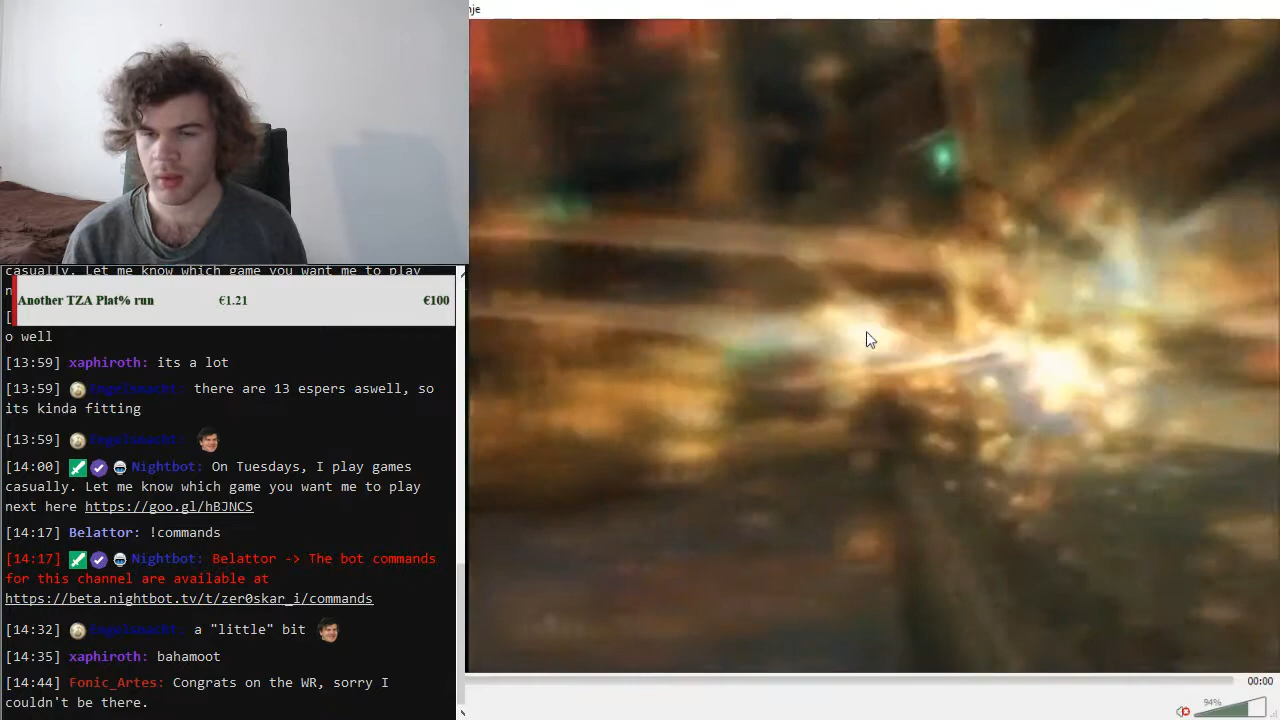 nje
casually. Let me know which game you want me to play
n
Another TZA Plat% run €1.21 €100
[
o well
[13:59] xaphiroth: its a lot
[13:59] Engelsnacht: there are 13 espers aswell, so
its kinda fitting
[13:59] Engelsnacht:
[14:00] Nightbot: On Tuesdays, I play games
casually. Let me know which game you want me to play
next here https://goo.gl/hBJNCS
[14:17] Belattor: !commands
[14:17] Nightbot: Belattor -> The bot commands
for this channel are available at
https://beta.nightbot.tv/t/zer0skar_i/commands
[14:32] Engelsnacht: a "little" bit
[14:35] xaphiroth: bahamoot
[14:44] Fonic_Artes: Congrats on the WR, sorry I
couldn't be there.
00:00
94%